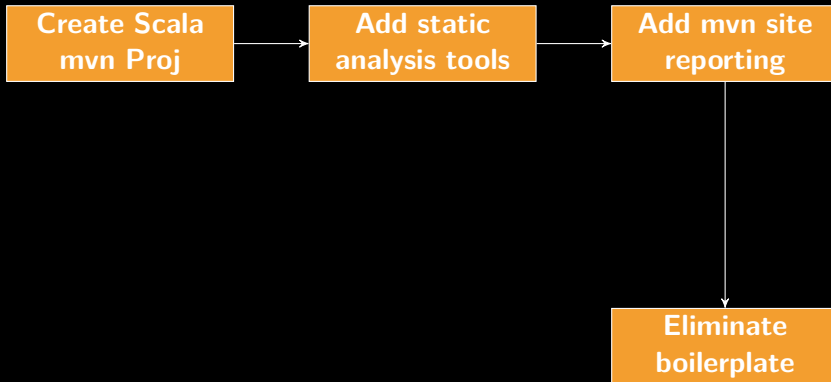 Create Scala
mvn Proj
Add static
analysis tools
Add mvn site
reporting
Eliminate
boilerplate